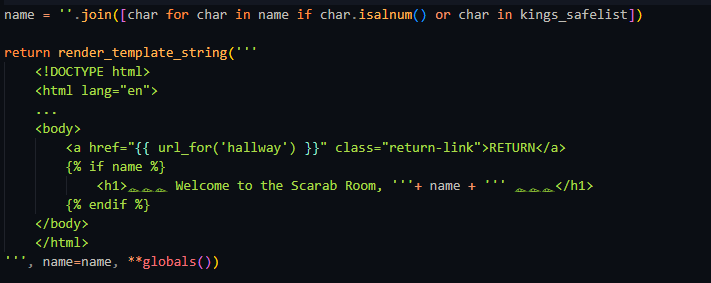 name = ''.join([char for char in name if char.isalnum() or char in kings_safelist])
return render_template_string('''
<!DOCTYPE html>
<html lang="en">
...
<body>
<a href="{{ url_for('hallway') }}" class="return-link">RETURN</a>
{% if name %}
<h1>𓆣𓆣𓆣 Welcome to the Scarab Room, '''+ name + ''' 𓆣𓆣𓆣</h1>
{% endif %}
</body>
</html>
''', name=name, **globals())